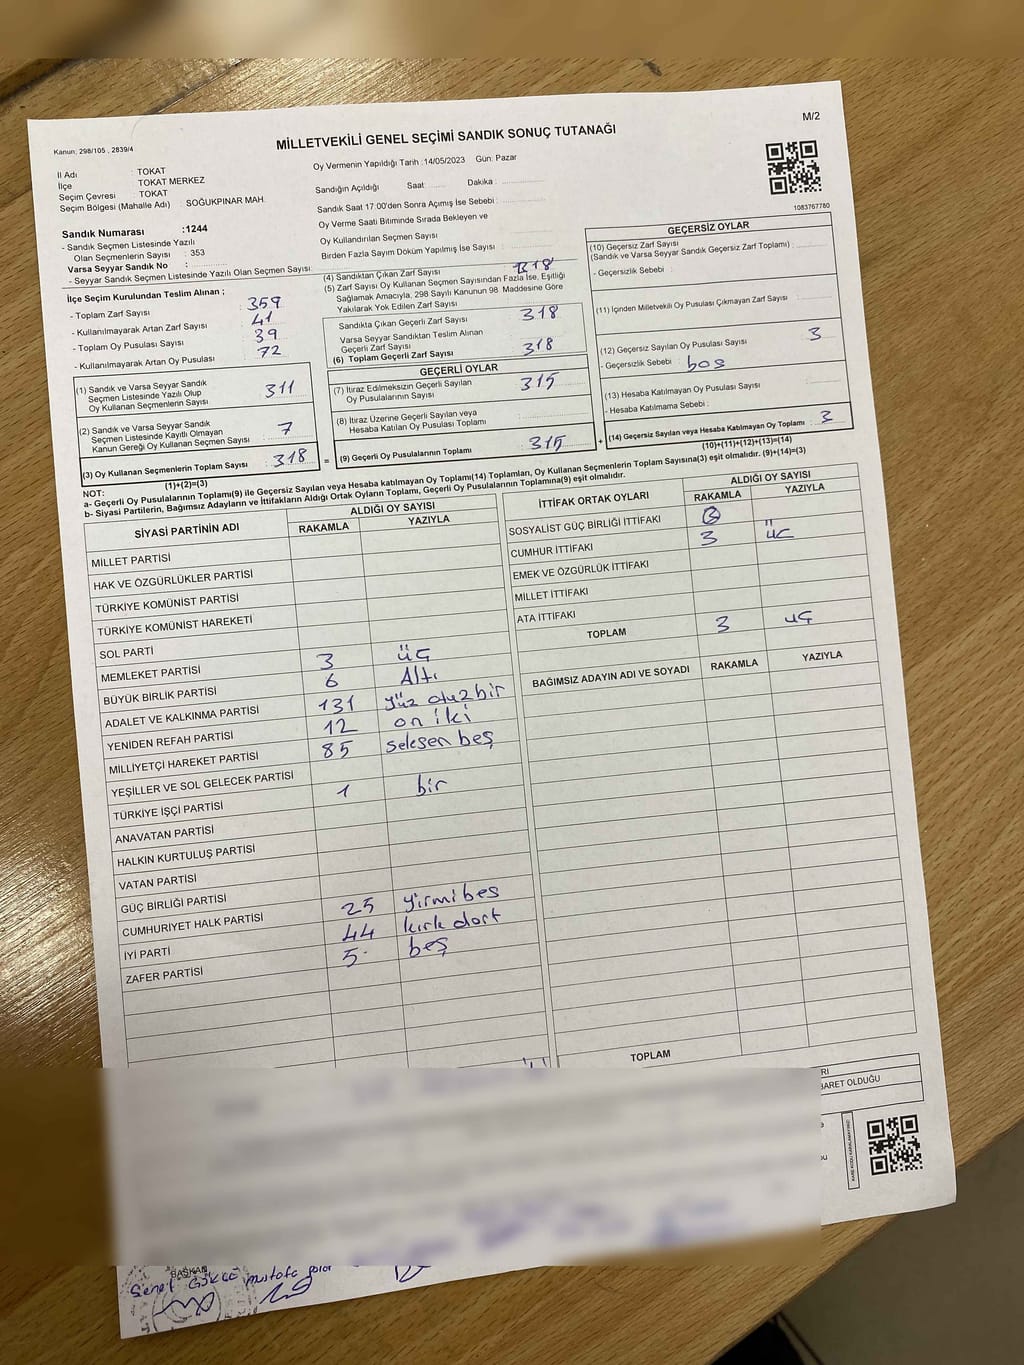 M/2
Kanun; 298/105 , 2839/4
MİLLETVEKİLİ GENEL SEÇİMİ SANDIK SONUÇ TUTANAĞI
İl Adı : TOKAT
İlçe TOKAT MERKEZ
Seçim Çevresi : TOKAT
Seçim Bölgesi (Mahalle Adı) : SOĞUKPINAR MAH.
Oy Vermenin Yapıldığı Tarih :14/05/2023 Gün: Pazar
Sandığın Açıldığı Saat: Dakika :
Sandık Saat 17:00'den Sonra Açılmış İse Sebebi :
Oy Verme Saati Bitiminde Sırada Bekleyen ve
Oy Kullandırılan Seçmen Sayısı
Birden Fazla Sayım Döküm Yapılmış İse Sayısı :
1083767780
Sandık Numarası :1244
- Sandık Seçmen Listesinde Yazılı
Olan Seçmenlerin Sayısı : 353
Varsa Seyyar Sandık No :
- Seyyar Sandık Seçmen Listesinde Yazılı Olan Seçmen Sayısı:
İlçe Seçim Kurulundan Teslim Alınan ;
- Toplam Zarf Sayısı : 359
- Kullanılmayarak Artan Zarf Sayısı : 41
- Toplam Oy Pusulası Sayısı : 39
- Kullanılmayarak Artan Oy Pusulası : 72
(1) Sandık ve Varsa Seyyar Sandık
Seçmen Listesinde Yazılı Olup
Oy Kullanan Seçmenlerin Sayısı : 311
(2) Sandık ve Varsa Seyyar Sandık
Seçmen Listesinde Kayıtlı Olmayan
Kanun Gereği Oy Kullanan Seçmen Sayısı : 7
(3) Oy Kullanan Seçmenlerin Toplam Sayısı : 318
(1)+(2)=(3)
(4) Sandıktan Çıkan Zarf Sayısı 318
(5) Zarf Sayısı Oy Kullanan Seçmen Sayısından Fazla İse, Eşitliği
Sağlamak Amacıyla, 298 Sayılı Kanunun 98. Maddesine Göre
Yakılarak Yok Edilen Zarf Sayısı :
Sandıkta Çıkan Geçerli Zarf Sayısı 318
Varsa Seyyar Sandıktan Teslim Alınan
Geçerli Zarf Sayısı :
(6) Toplam Geçerli Zarf Sayısı 318
GEÇERLİ OYLAR
(7) İtiraz Edilmeksizin Geçerli Sayılan
Oy Pusulalarının Sayısı : 315
(8) İtiraz Üzerine Geçerli Sayılan veya
Hesaba Katılan Oy Pusulası Toplamı :
= (9) Geçerli Oy Pusulalarının Toplamı : 315 +
GEÇERSİZ OYLAR
(10) Geçersiz Zarf Sayısı
(Sandık ve Varsa Seyyar Sandık Geçersiz Zarf Toplamı) :
- Geçersizlik Sebebi :
(11) İçinden Milletvekili Oy Pusulası Çıkmayan Zarf Sayısı :
(12) Geçersiz Sayılan Oy Pusulası Sayısı : 3
- Geçersizlik Sebebi : boş
(13) Hesaba Katılmayan Oy Pusulası Sayısı :
- Hesaba Katılmama Sebebi :
(14) Geçersiz Sayılan veya Hesaba Katılmayan Oy Toplamı : 3
(10)+(11)+(12)+(13)=(14)
NOT:
a- Geçerli Oy Pusulalarının Toplamı(9) ile Geçersiz Sayılan veya Hesaba katılmayan Oy Toplamı(14) Toplamları, Oy Kullanan Seçmenlerin Toplam Sayısına(3) eşit olmalıdır. (9)+(14)=(3)
b- Siyasi Partilerin, Bağımsız Adayların ve İttifakların Aldığı Ortak Oyların Toplamı, Geçerli Oy Pusulalarının Toplamına(9) eşit olmalıdır.
SİYASİ PARTİNİN ADI ALDIĞI OY SAYISI
RAKAMLA YAZIYLA
MİLLET PARTİSİ
HAK VE ÖZGÜRLÜKLER PARTİSİ
TÜRKİYE KOMÜNİST PARTİSİ
TÜRKİYE KOMÜNİST HAREKETİ
SOL PARTİ
MEMLEKET PARTİSİ 3 üç
BÜYÜK BİRLİK PARTİSİ 6 Altı
ADALET VE KALKINMA PARTİSİ 131 yüz otuzbir
YENİDEN REFAH PARTİSİ 12 on iki
MİLLİYETÇİ HAREKET PARTİSİ 85 seksen beş
YEŞİLLER VE SOL GELECEK PARTİSİ
TÜRKİYE İŞÇİ PARTİSİ 1 bir
ANAVATAN PARTİSİ
HALKIN KURTULUŞ PARTİSİ
VATAN PARTİSİ
GÜÇ BİRLİĞİ PARTİSİ
CUMHURİYET HALK PARTİSİ 25 yirmi beş
İYİ PARTİ 44 kırk dört
ZAFER PARTİSİ 5 beş
İTTİFAK ORTAK OYLARI ALDIĞI OY SAYISI
RAKAMLA YAZIYLA
SOSYALİST GÜÇ BİRLİĞİ İTTİFAKI
CUMHUR İTTİFAKI 3 üç
EMEK VE ÖZGÜRLÜK İTTİFAKI
MİLLET İTTİFAKI
ATA İTTİFAKI
TOPLAM 3 üç
BAĞIMSIZ ADAYIN ADI VE SOYADI RAKAMLA YAZIYLA
TOPLAM
BARET OLDUĞU
BAŞKAN